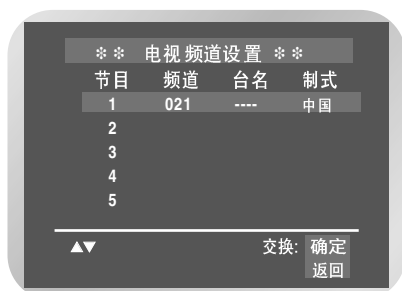 ❇❇ 电视频道设置 ❇❇
节目 频道 台名 制式
1 021 ---- 中国
2
3
4
5
▲▼ 交换: 确定
返回